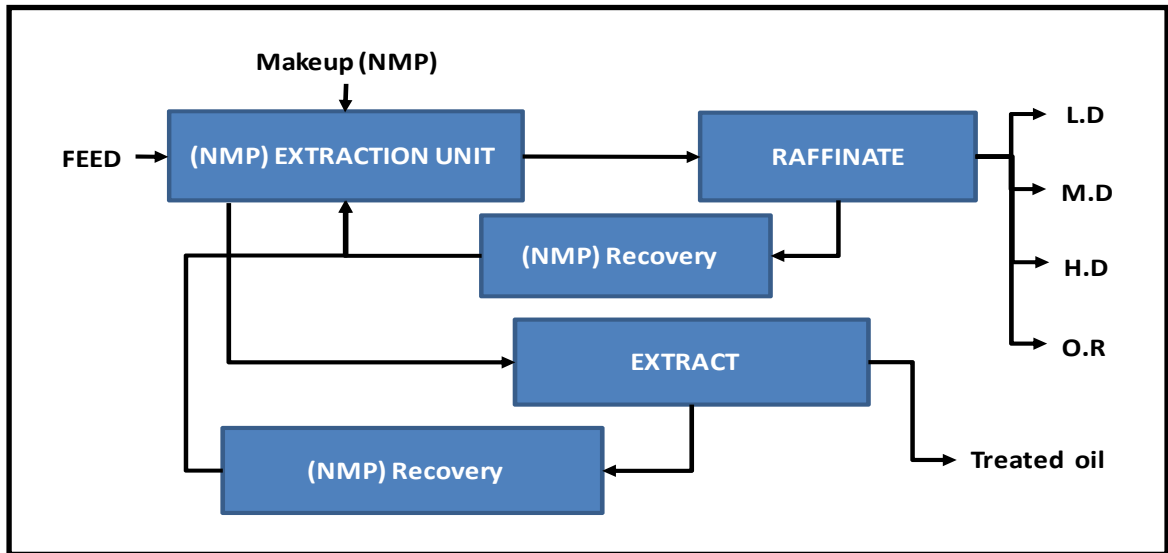 Makeup (NMP)
FEED
(NMP) EXTRACTION UNIT
RAFFINATE
L.D
M.D
(NMP) Recovery
H.D
O.R
EXTRACT
(NMP) Recovery
Treated oil